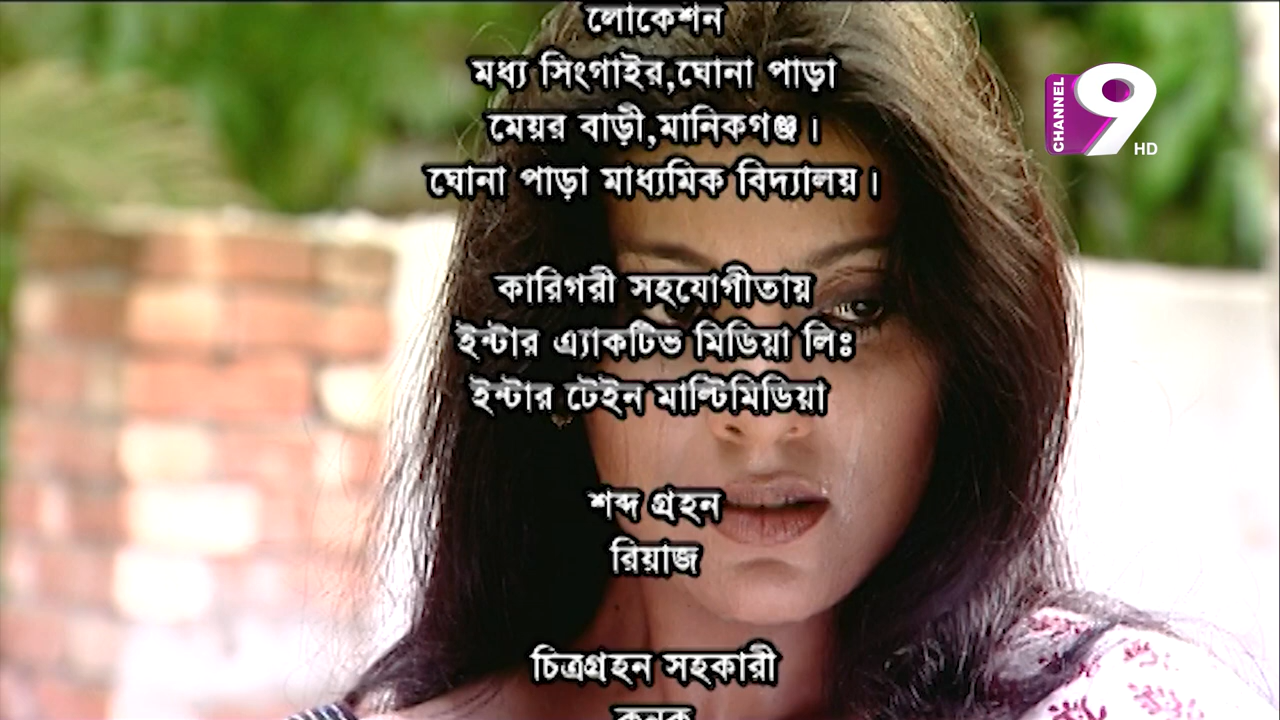 লোকেশন
মধ্য সিংগাইর,ঘোনা পাড়া
মেয়র বাড়ী,মানিকগঞ্জ।
ঘোনা পাড়া মাধ্যমিক বিদ্যালয়।
কারিগরী সহযোগীতায়
ইন্টার এ্যাকটিভ মিডিয়া লিঃ
ইন্টার টেইন মাল্টিমিডিয়া
শব্দ গ্রহন
রিয়াজ
চিত্রগ্রহন সহকারী
কনক
CHANNEL 9 HD